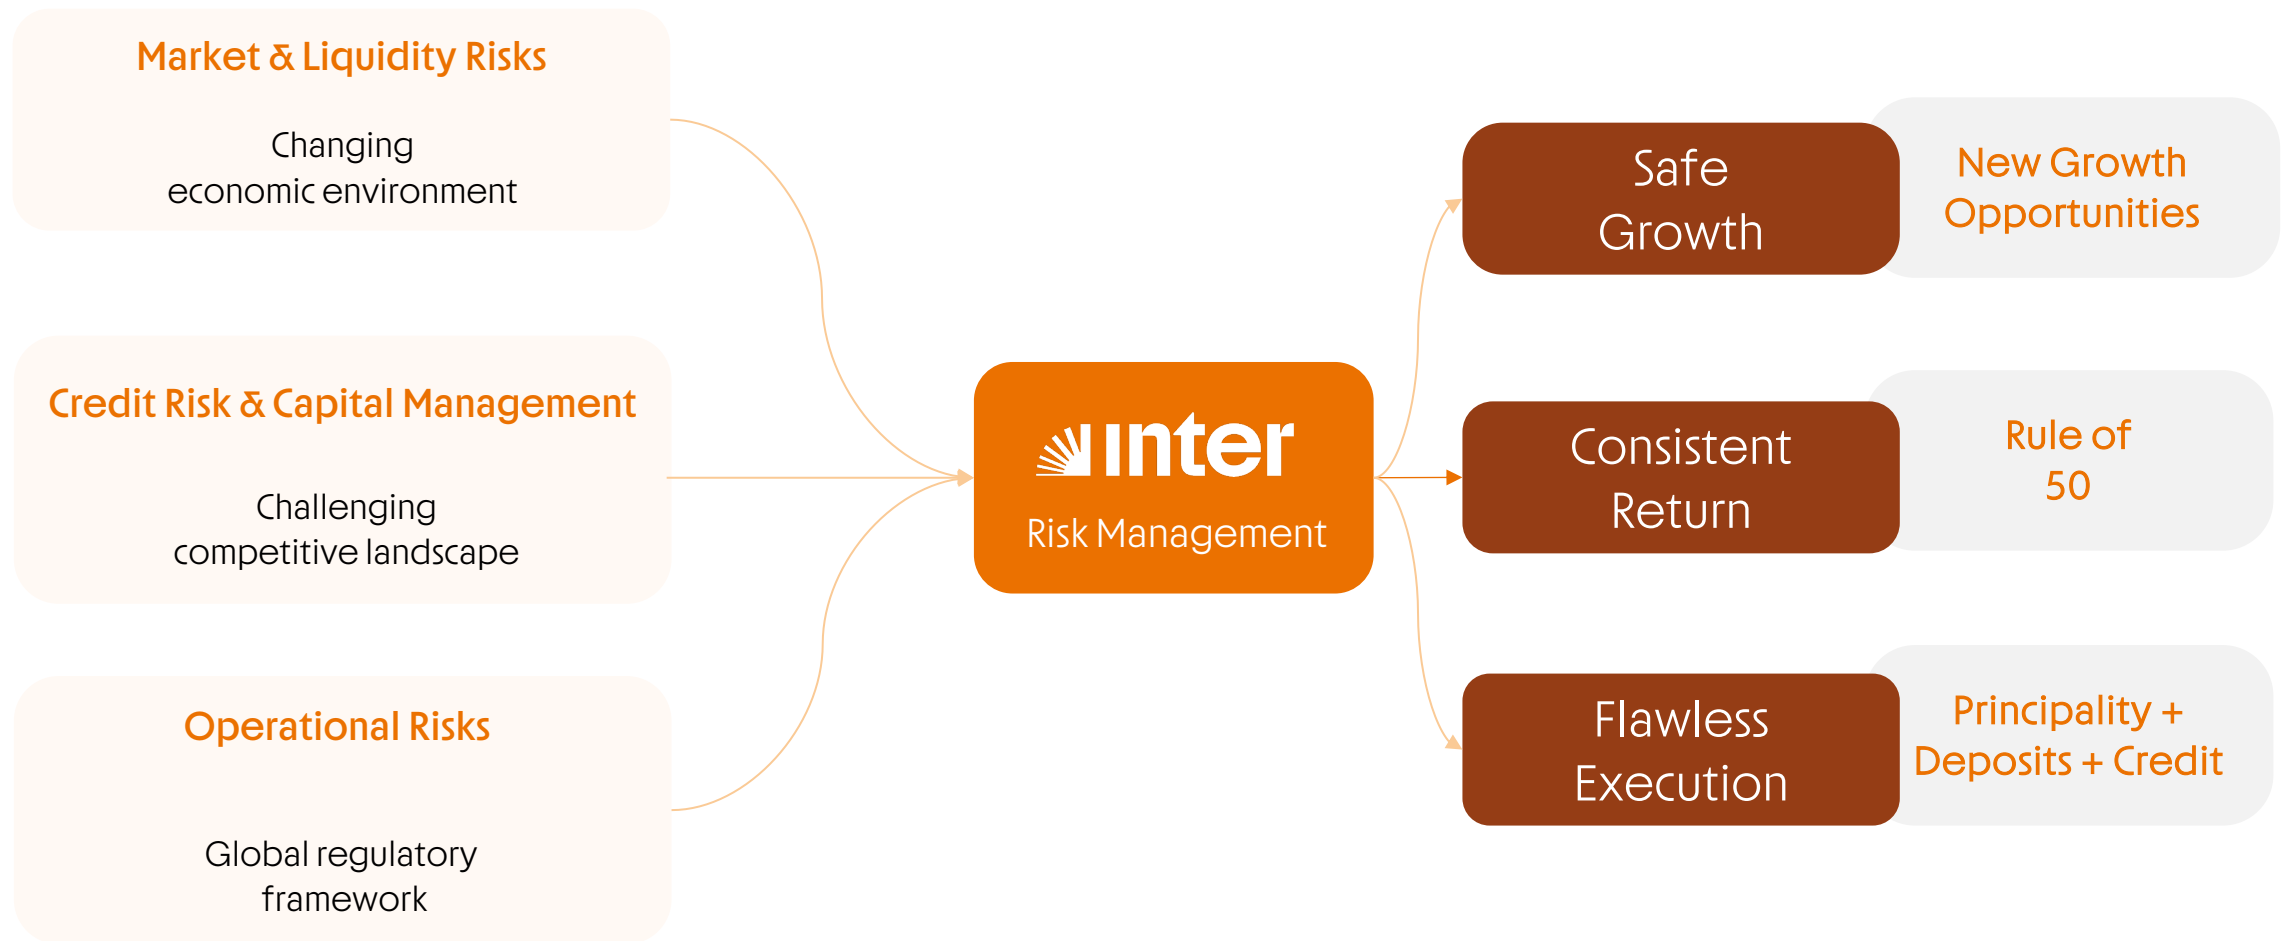 Market & Liquidity Risks
Changing
economic environment
Credit Risk & Capital Management
Challenging
competitive landscape
Operational Risks
Global regulatory
framework
inter
Risk Management
Safe
Growth
New Growth
Opportunities
Consistent
Return
Rule of
50
Flawless
Execution
Principality +
Deposits + Credit